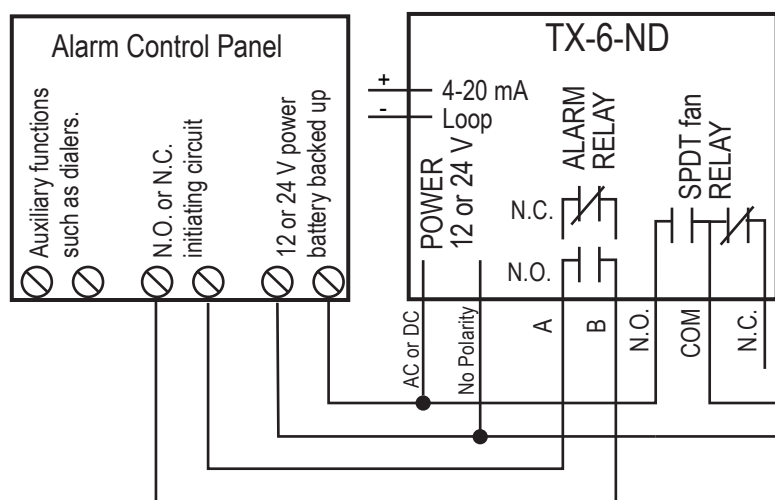 Alarm Control Panel
Auxiliary functions
such as dialers.
N.O. or N.C.
initiating circuit
12 or 24 V power
battery backed up
TX-6-ND
+
4-20 mA
-
Loop
POWER
12 or 24 V
ALARM
RELAY
N.C.
N.O.
SPDT fan
RELAY
AC or DC
No Polarity
A
B
N.O.
COM
N.C.